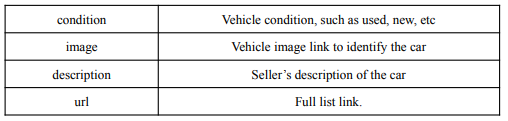 condition Vehicle condition, such as used, new, etc
image Vehicle image link to identify the car
description Seller’s description of the car
url Full list link.